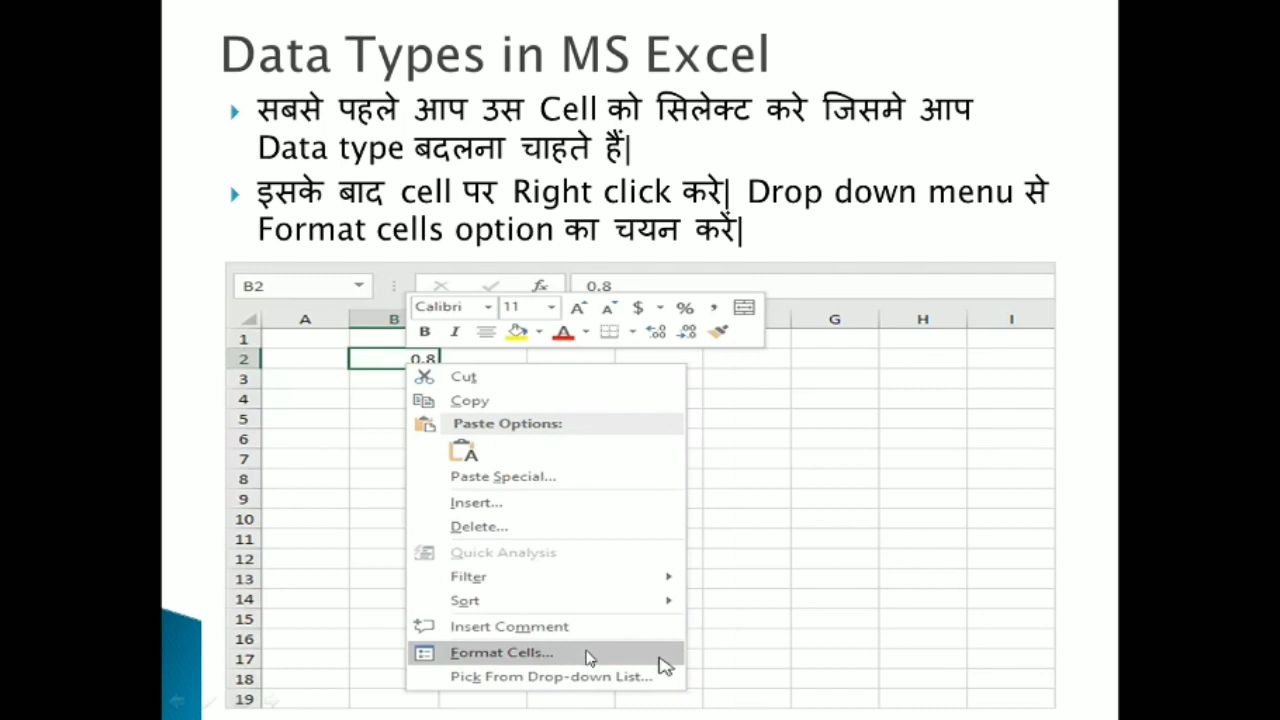 Data Types in MS Excel
सबसे पहले आप उस Cell को सिलेक्ट करे जिसमे आप
Data type बदलना चाहते हैं|
इसके बाद cell पर Right click करे| Drop down menu से
Format cells option का चयन करें|
B2 fx 0.8
Calibri 11 A A $ % ,
B I A
A B G H I
1
2 0.8
3
4
5
6
7
8
9
10
11
12
13
14
15
16
17
18
19
Cut
Copy
Paste Options:
A
Paste Special...
Insert...
Delete...
Quick Analysis
Filter
Sort
Insert Comment
Format Cells...
Pick From Drop-down List...